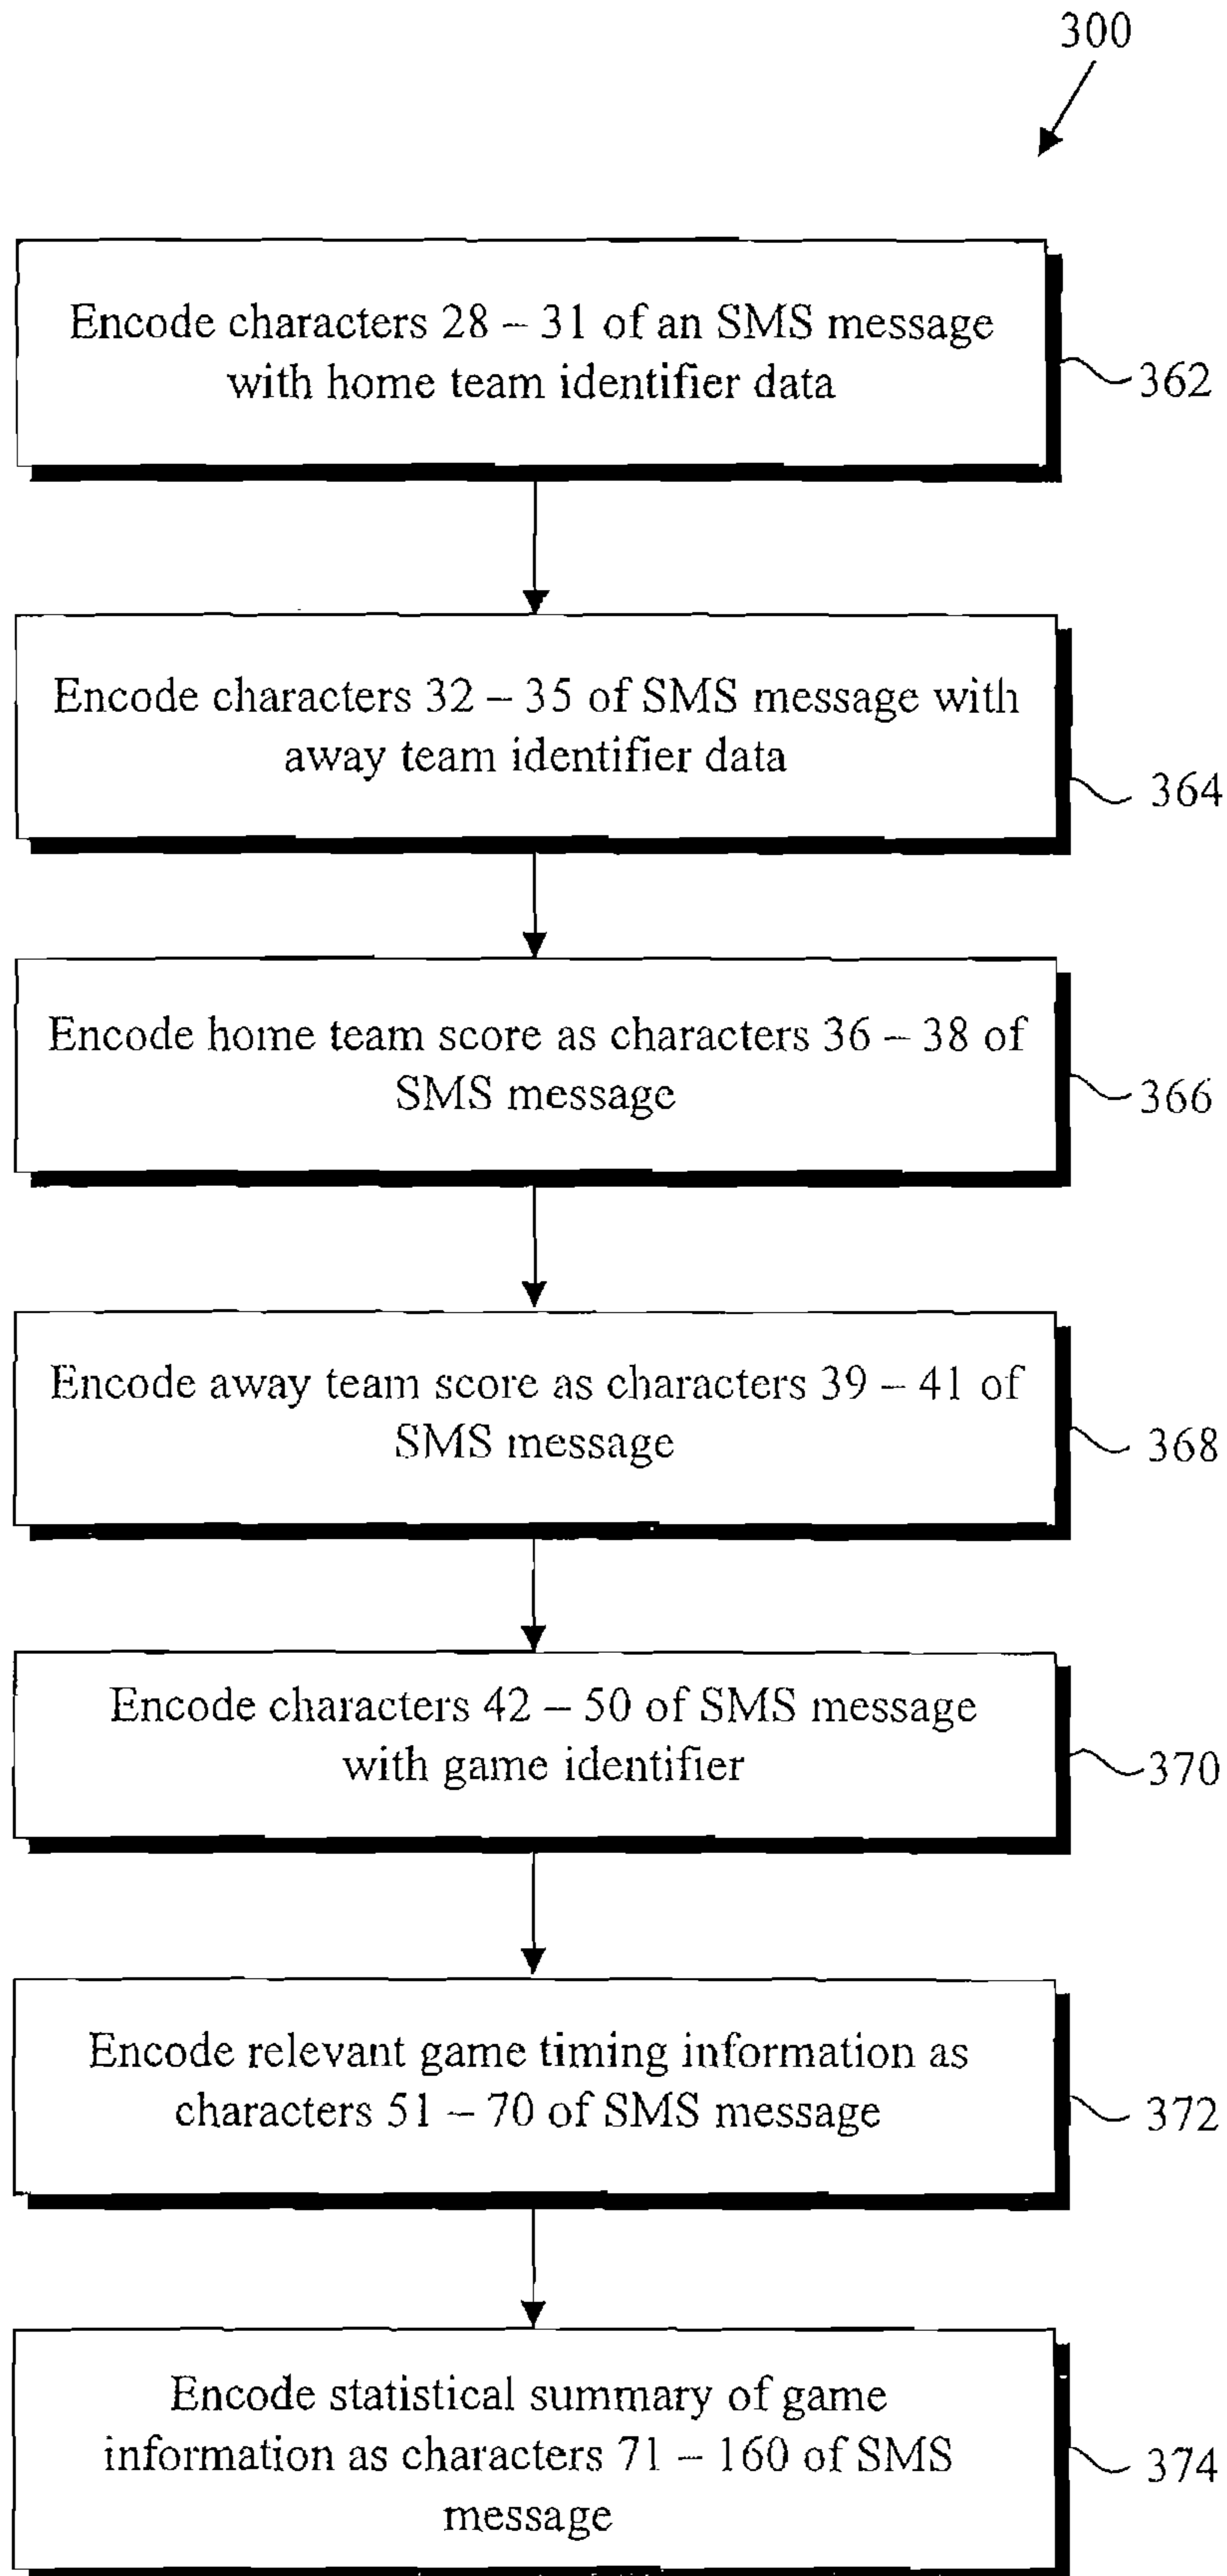 300
Encode characters 28 – 31 of an SMS message
with home team identifier data
362
Encode characters 32 – 35 of SMS message with
away team identifier data
364
Encode home team score as characters 36 – 38 of
SMS message
366
Encode away team score as characters 39 – 41 of
SMS message
368
Encode characters 42 – 50 of SMS message
with game identifier
370
Encode relevant game timing information as
characters 51 – 70 of SMS message
372
Encode statistical summary of game
information as characters 71 – 160 of SMS
message
374